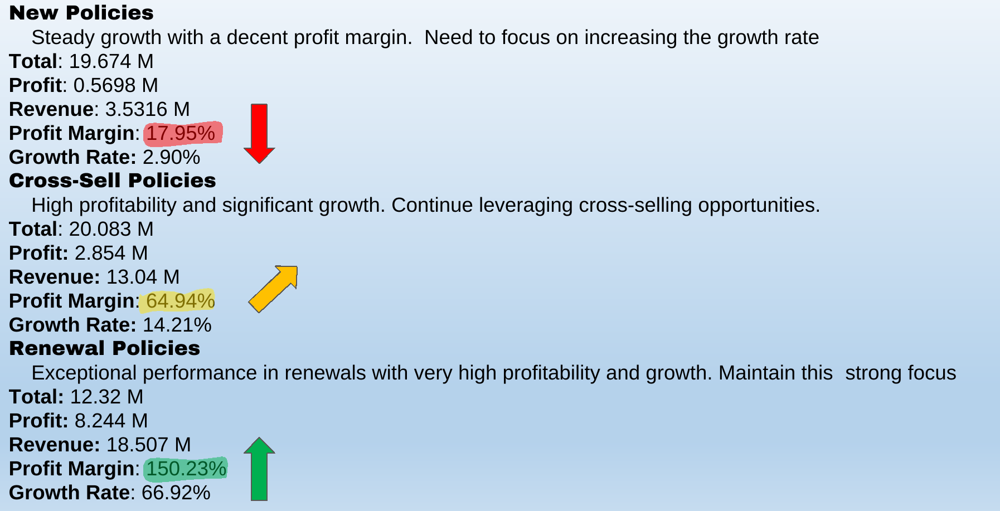 New Policies
Steady growth with a decent profit margin.  Need to focus on increasing the growth rate
Total: 19.674 M
Profit: 0.5698 M
Revenue: 3.5316 M
Profit Margin: 17.95%
Growth Rate: 2.90%
Cross-Sell Policies
High profitability and significant growth. Continue leveraging cross-selling opportunities.
Total: 20.083 M
Profit: 2.854 M
Revenue: 13.04 M
Profit Margin: 64.94%
Growth Rate: 14.21%
Renewal Policies
Exceptional performance in renewals with very high profitability and growth. Maintain this  strong focus
Total: 12.32 M
Profit: 8.244 M
Revenue: 18.507 M
Profit Margin: 150.23%
Growth Rate: 66.92%